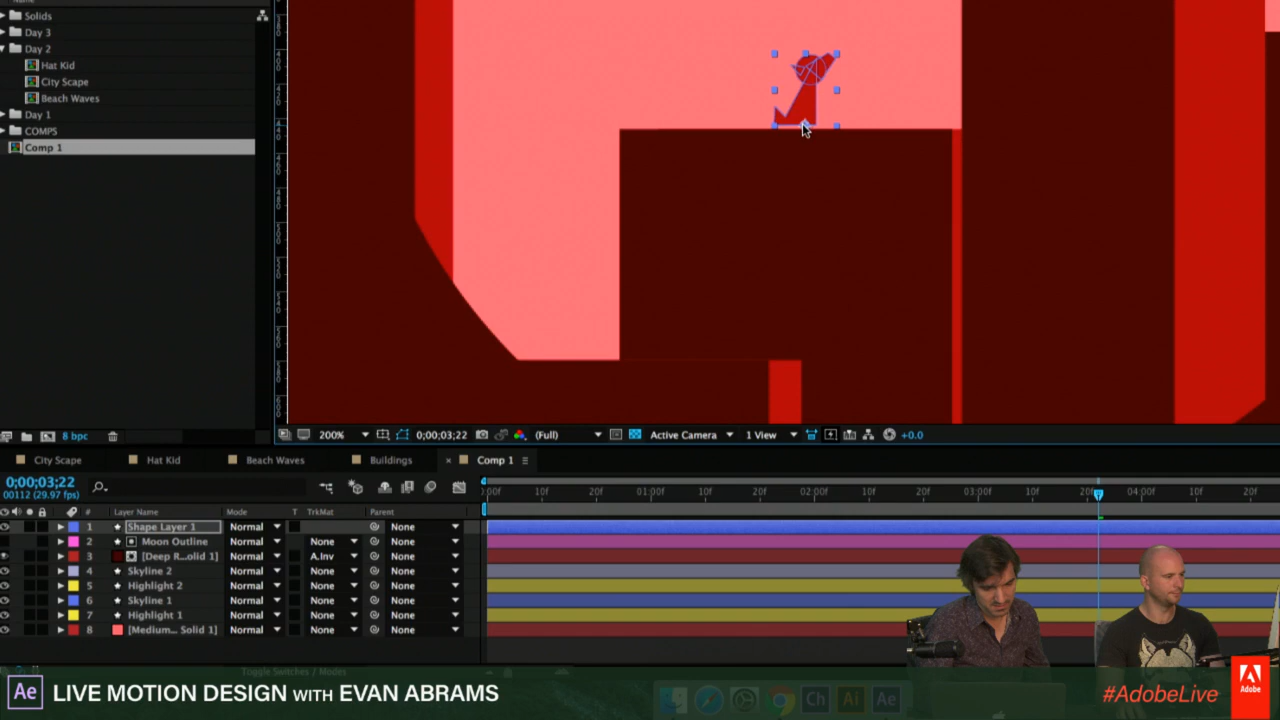 Solids
Day 3
Day 2
Hat Kid
City Scape
Beach Waves
Day 1
COMPS
Comp 1
8 bpc
200%
0;00;03;22
(Full)
Active Camera
1 View
+0.0
City Scape
Hat Kid
Beach Waves
Buildings
× Comp 1
0;00;03;22
00112 (29.97 fps)
:00f 10f 20f 01:00f 10f 20f 02:00f 10f 20f 03:00f 10f 20f 04:00f 10f 20f
# Layer Name Mode T TrkMat Parent
1 Shape Layer 1 Normal None
2 Moon Outline Normal None None
3 [Deep R...olid 1] Normal A.Inv None
4 Skyline 2 Normal None None
5 Highlight 2 Normal None None
6 Skyline 1 Normal None None
7 Highlight 1 Normal None None
8 [Medium... Solid 1] Normal None None
Toggle Switches / Modes
Ae LIVE MOTION DESIGN WITH EVAN ABRAMS
Ch Ai Ae
#AdobeLive
Adobe